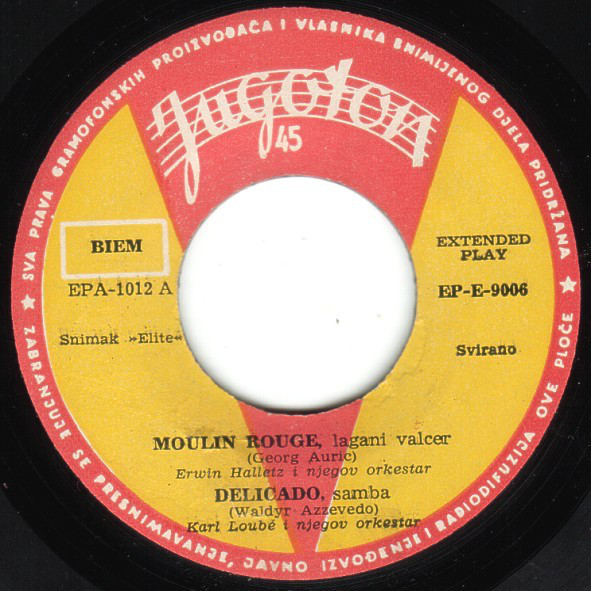 SVA PRAVA GRAMOFONSKIH PROIZVOĐAČA I VLASNIKA SNIMLJENOG DJELA PRIDRŽANA
Jugoton
45
BIEM
EPA-1012 A
Snimak »Elite«
EXTENDED
PLAY
EP-E-9006
Svirano
MOULIN ROUGE, lagani valcer
(Georg Auric)
Erwin Halletz i njegov orkestar
DELICADO, samba
(Waldyr Azzevedo)
Karl Loubé i njegov orkestar
ZABRANJUJE SE PRESNIMAVANJE, JAVNO IZVOĐENJE I RADIODIFUZIJA OVE PLOČE